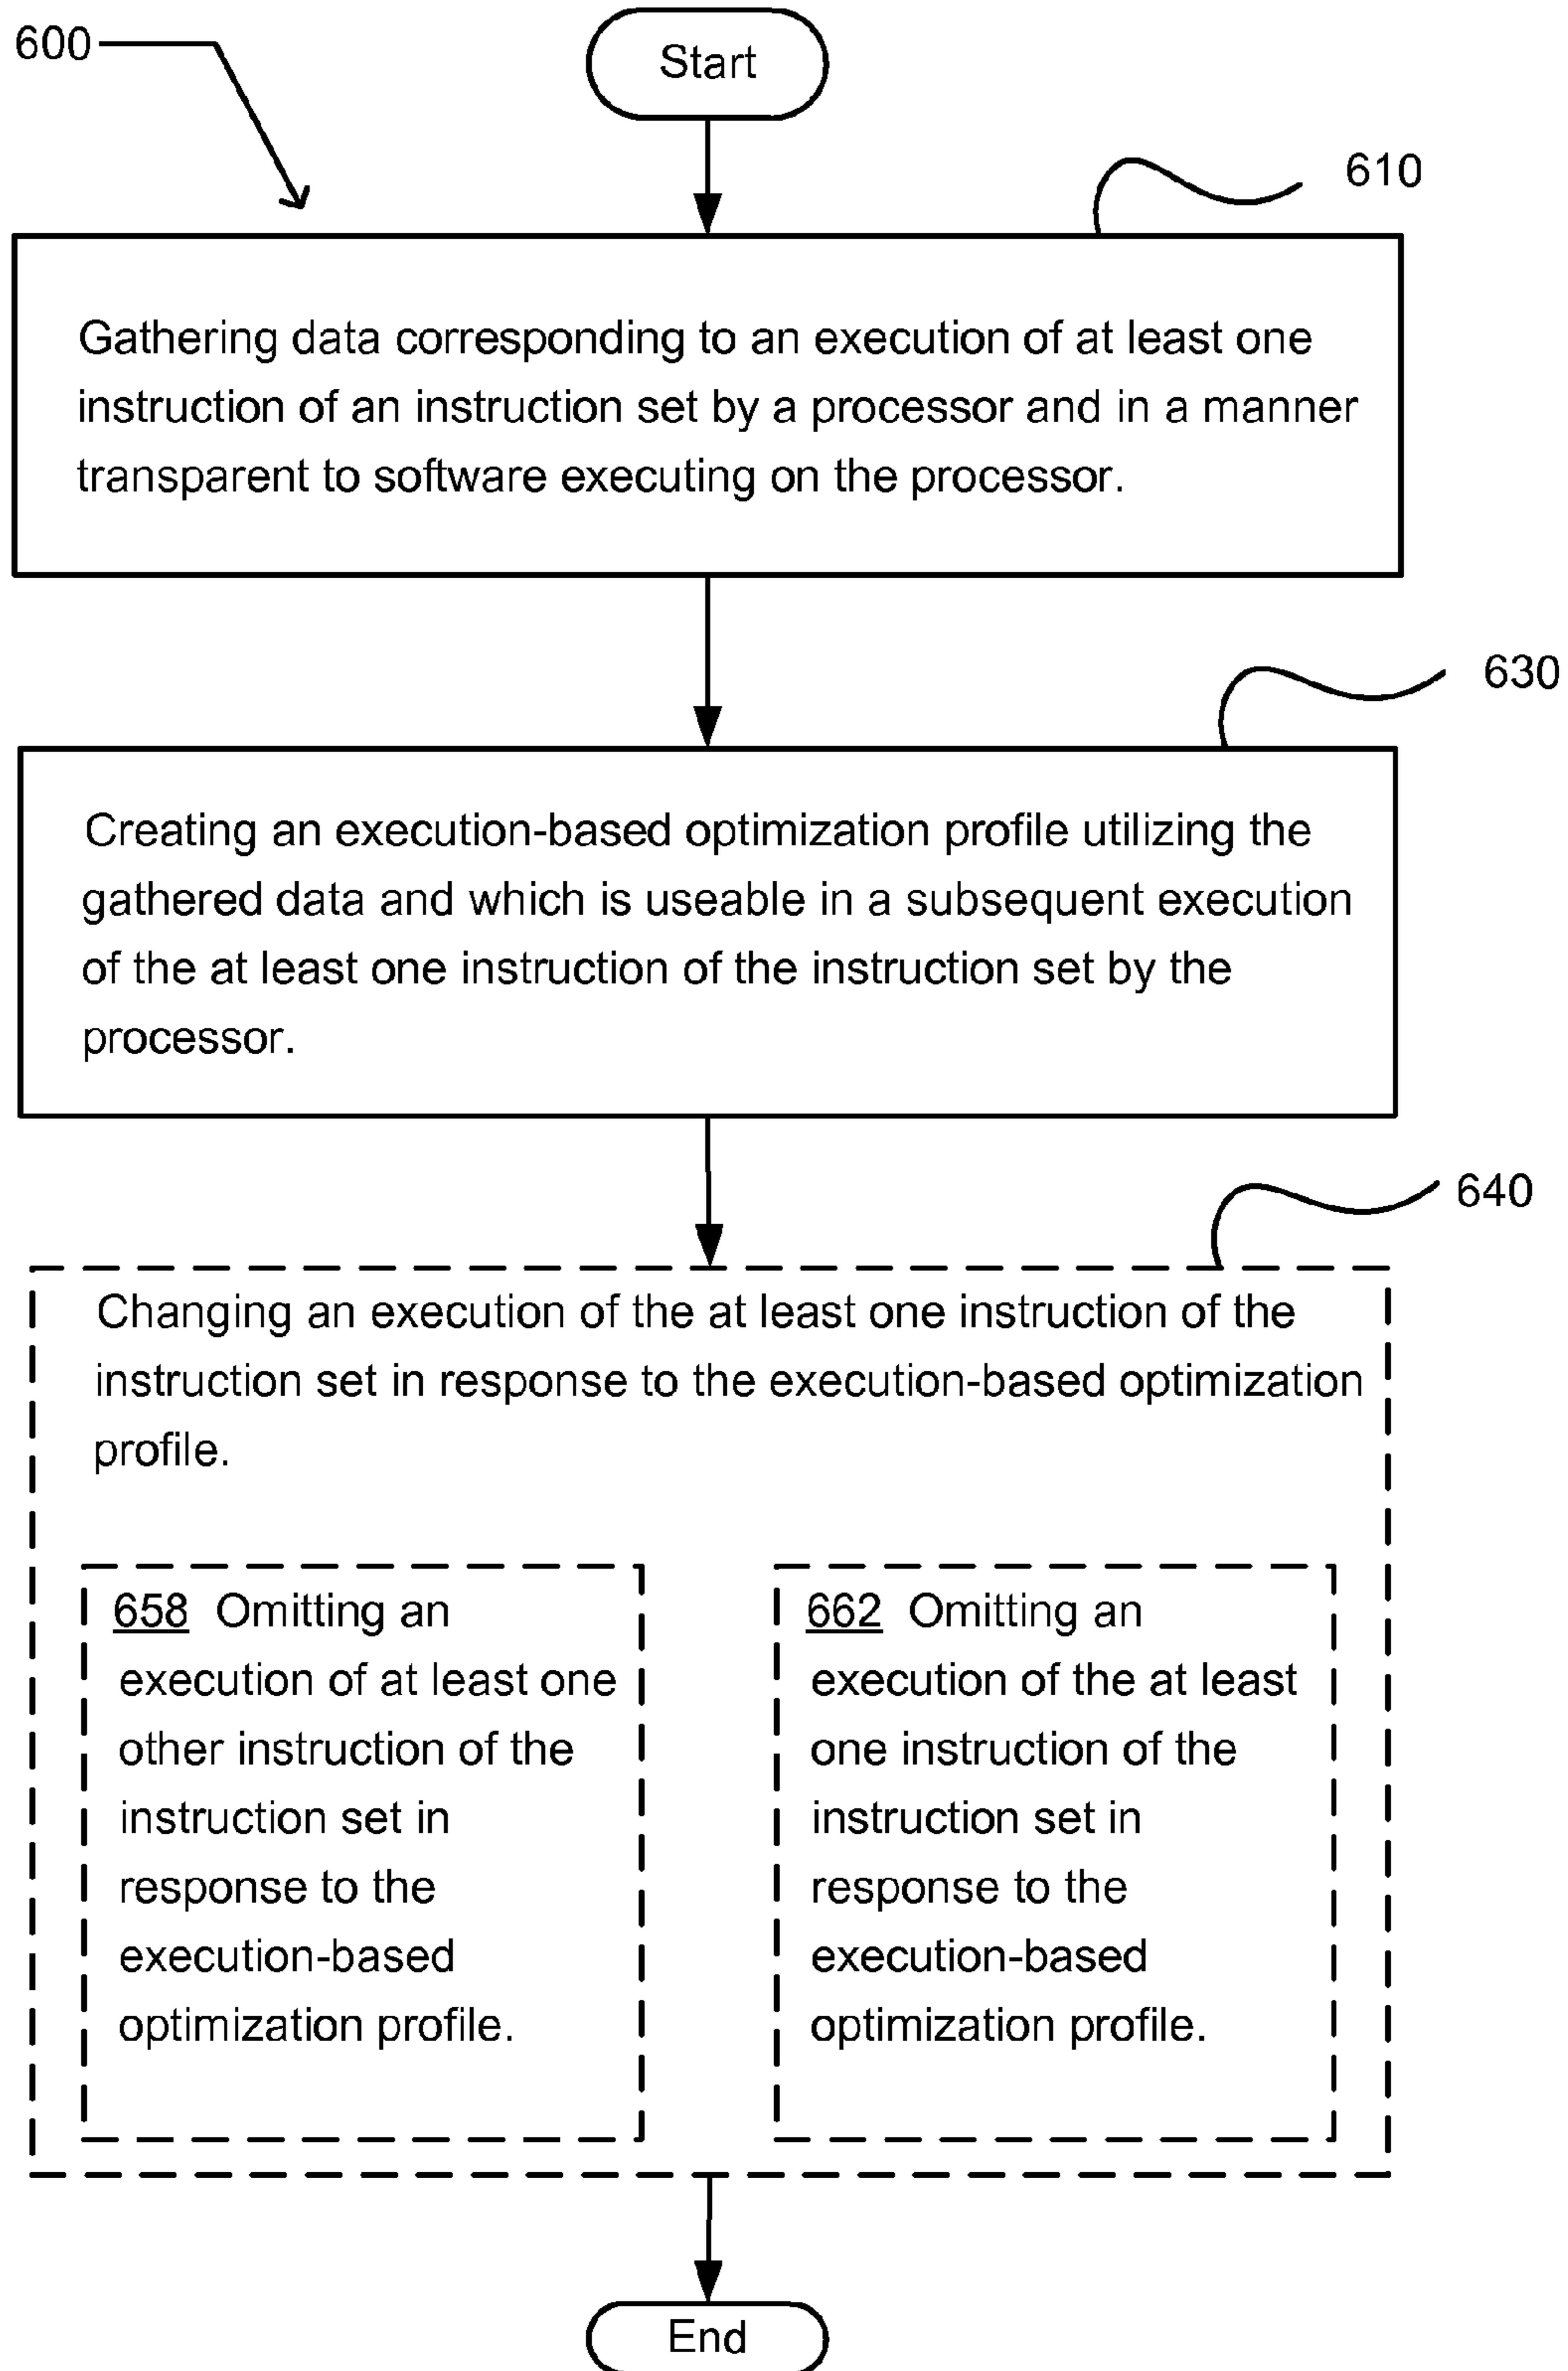 600
Start
610
Gathering data corresponding to an execution of at least one
instruction of an instruction set by a processor and in a manner
transparent to software executing on the processor.
630
Creating an execution-based optimization profile utilizing the
gathered data and which is useable in a subsequent execution
of the at least one instruction of the instruction set by the
processor.
640
Changing an execution of the at least one instruction of the
instruction set in response to the execution-based optimization
profile.
658 Omitting an
execution of at least one
other instruction of the
instruction set in
response to the
execution-based
optimization profile.
662 Omitting an
execution of the at least
one instruction of the
instruction set in
response to the
execution-based
optimization profile.
End